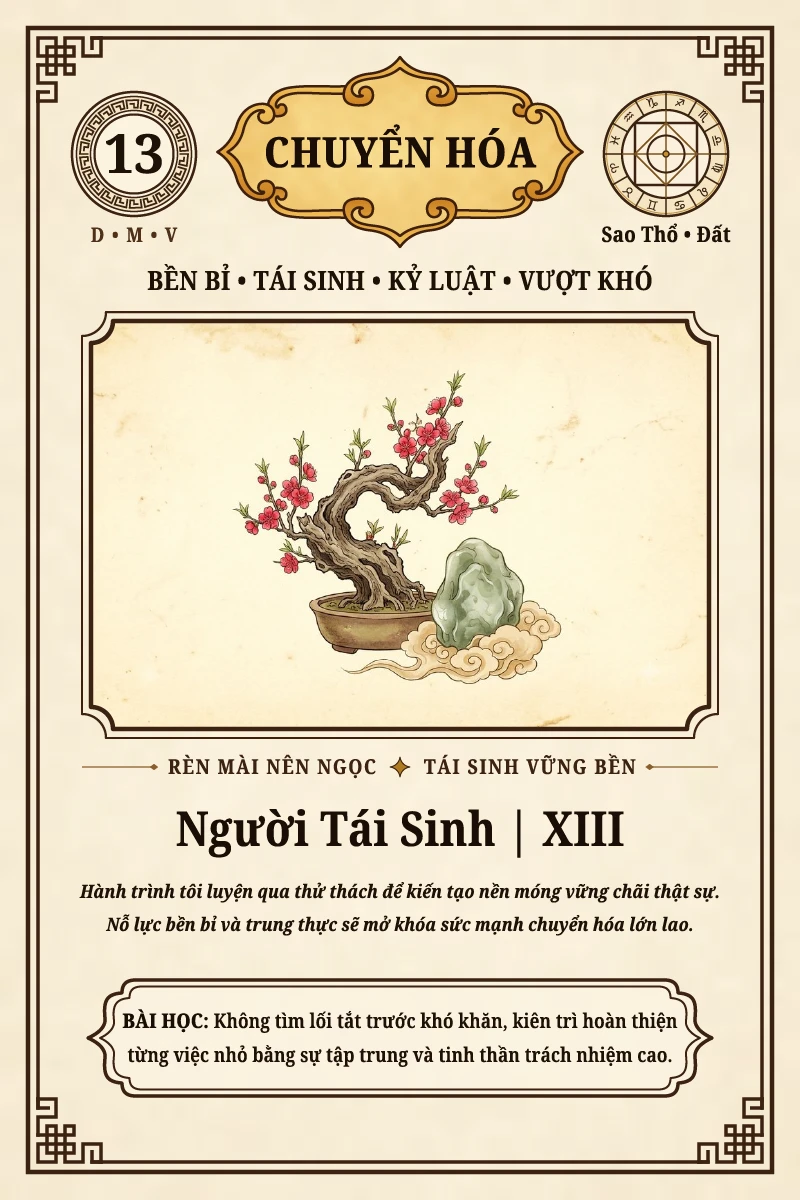 13
D • M • V
CHUYỂN HÓA
Sao Thổ • Đất
BỀN BỈ • TÁI SINH • KỶ LUẬT • VƯỢT KHÓ
RÈN MÀI NÊN NGỌC ✦ TÁI SINH VỮNG BỀN
Người Tái Sinh | XIII
Hành trình tôi luyện qua thử thách để kiến tạo nền móng vững chãi thật sự.
Nỗ lực bền bỉ và trung thực sẽ mở khóa sức mạnh chuyển hóa lớn lao.
BÀI HỌC: Không tìm lối tắt trước khó khăn, kiên trì hoàn thiện
từng việc nhỏ bằng sự tập trung và tinh thần trách nhiệm cao.